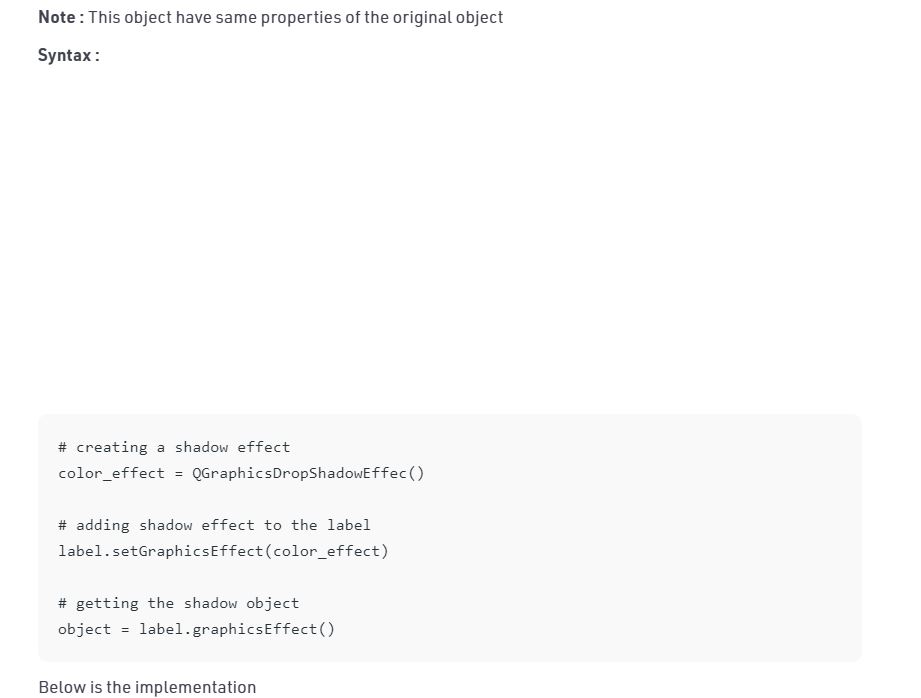 Note : This object have same properties of the original object
Syntax :
# creating a shadow effect
color_effect = QGraphicsDropShadowEffec()
# adding shadow effect to the label
label.setGraphicsEffect(color_effect)
# getting the shadow object
object = label.graphicsEffect()
Below is the implementation